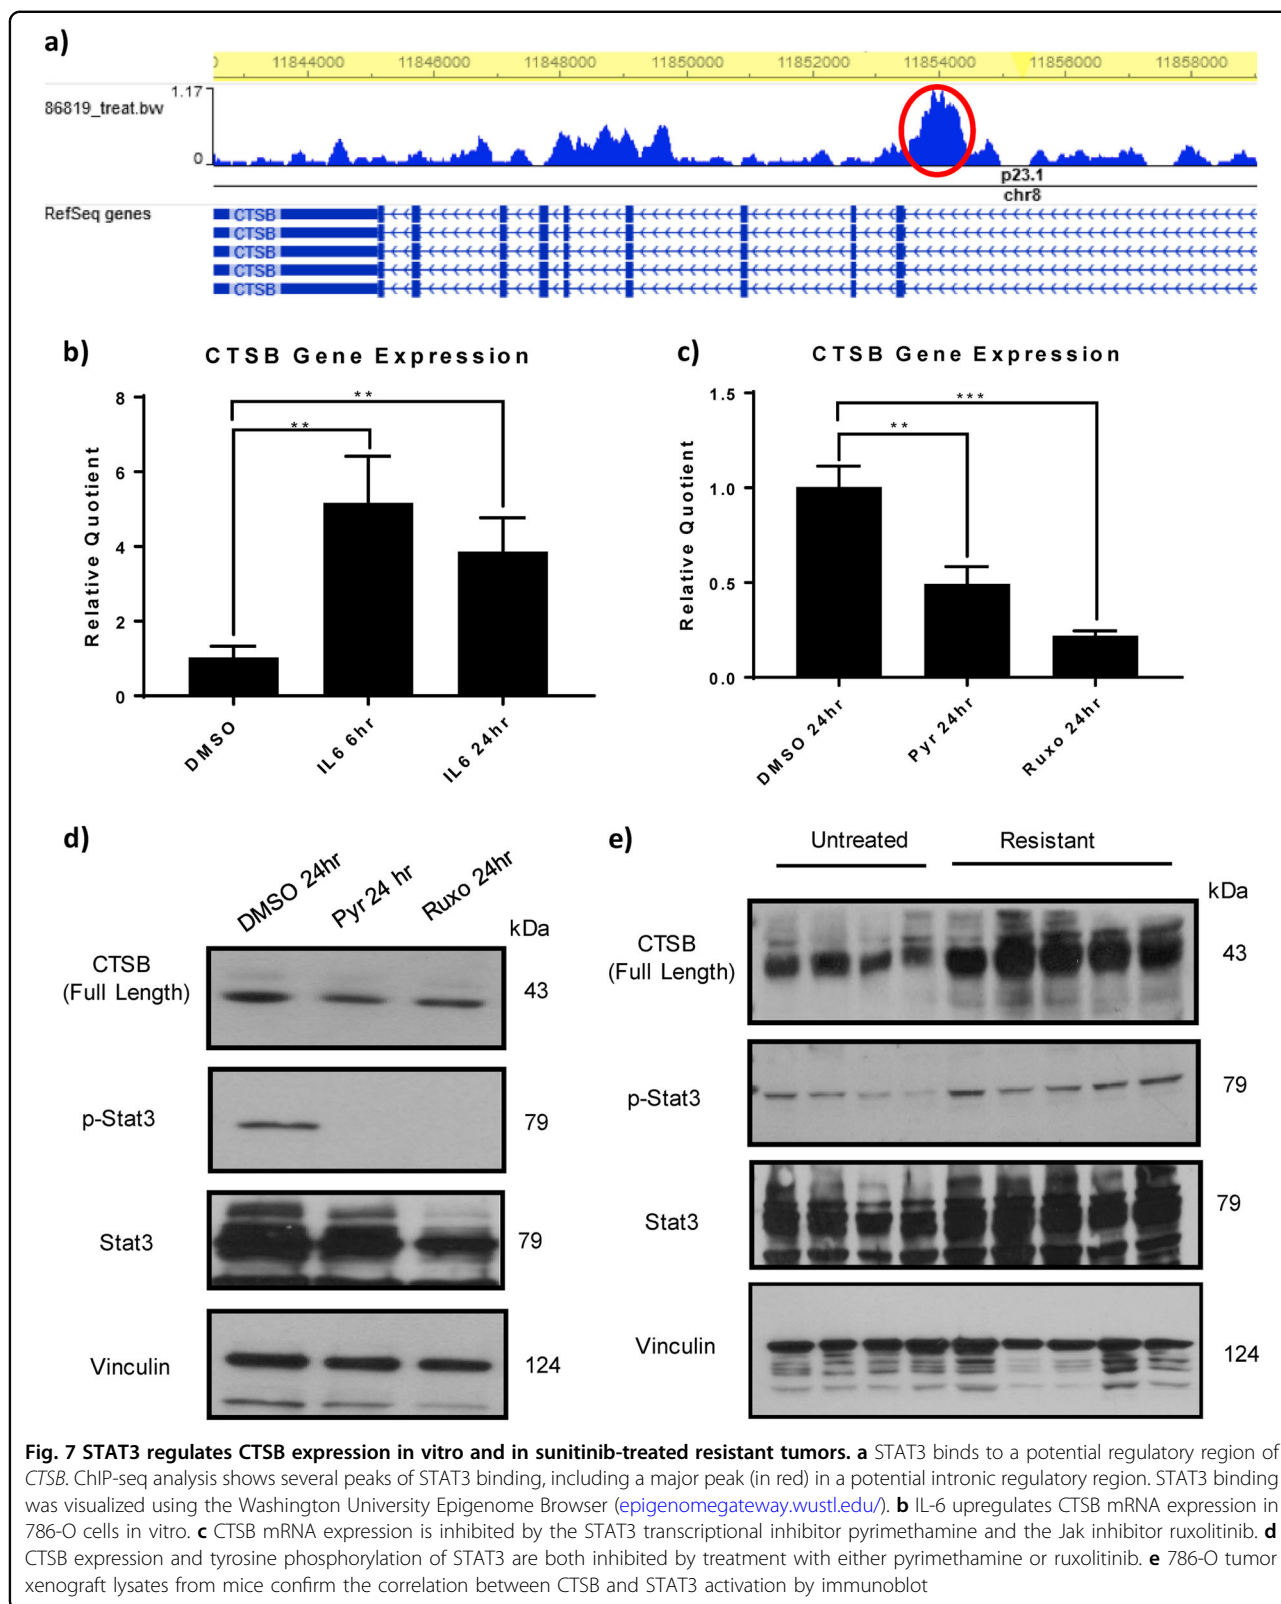 a)
0 11844000 11846000 11848000 11850000 11852000 11854000 11856000 11858000
1.17
86819_treat.bw
0
p23.1
chr8
RefSeq genes
CTSB
CTSB
CTSB
CTSB
CTSB
b)
CTSB Gene Expression
Relative Quotient
8
6
4
2
0
**
**
DMSO
IL6 6hr
IL6 24hr
c)
CTSB Gene Expression
Relative Quotient
1.5
1.0
0.5
0.0
***
**
DMSO 24hr
Pyr 24hr
Ruxo 24hr
d)
DMSO 24hr
Pyr 24 hr
Ruxo 24hr
kDa
CTSB
(Full Length)
43
p-Stat3
79
Stat3
79
Vinculin
124
e)
Untreated
Resistant
kDa
CTSB
(Full Length)
43
p-Stat3
79
Stat3
79
Vinculin
124
Fig. 7 STAT3 regulates CTSB expression in vitro and in sunitinib-treated resistant tumors. a STAT3 binds to a potential regulatory region of
CTSB. ChIP-seq analysis shows several peaks of STAT3 binding, including a major peak (in red) in a potential intronic regulatory region. STAT3 binding
was visualized using the Washington University Epigenome Browser (epigenomegateway.wustl.edu/). b IL-6 upregulates CTSB mRNA expression in
786-O cells in vitro. c CTSB mRNA expression is inhibited by the STAT3 transcriptional inhibitor pyrimethamine and the Jak inhibitor ruxolitinib. d
CTSB expression and tyrosine phosphorylation of STAT3 are both inhibited by treatment with either pyrimethamine or ruxolitinib. e 786-O tumor
xenograft lysates from mice confirm the correlation between CTSB and STAT3 activation by immunoblot